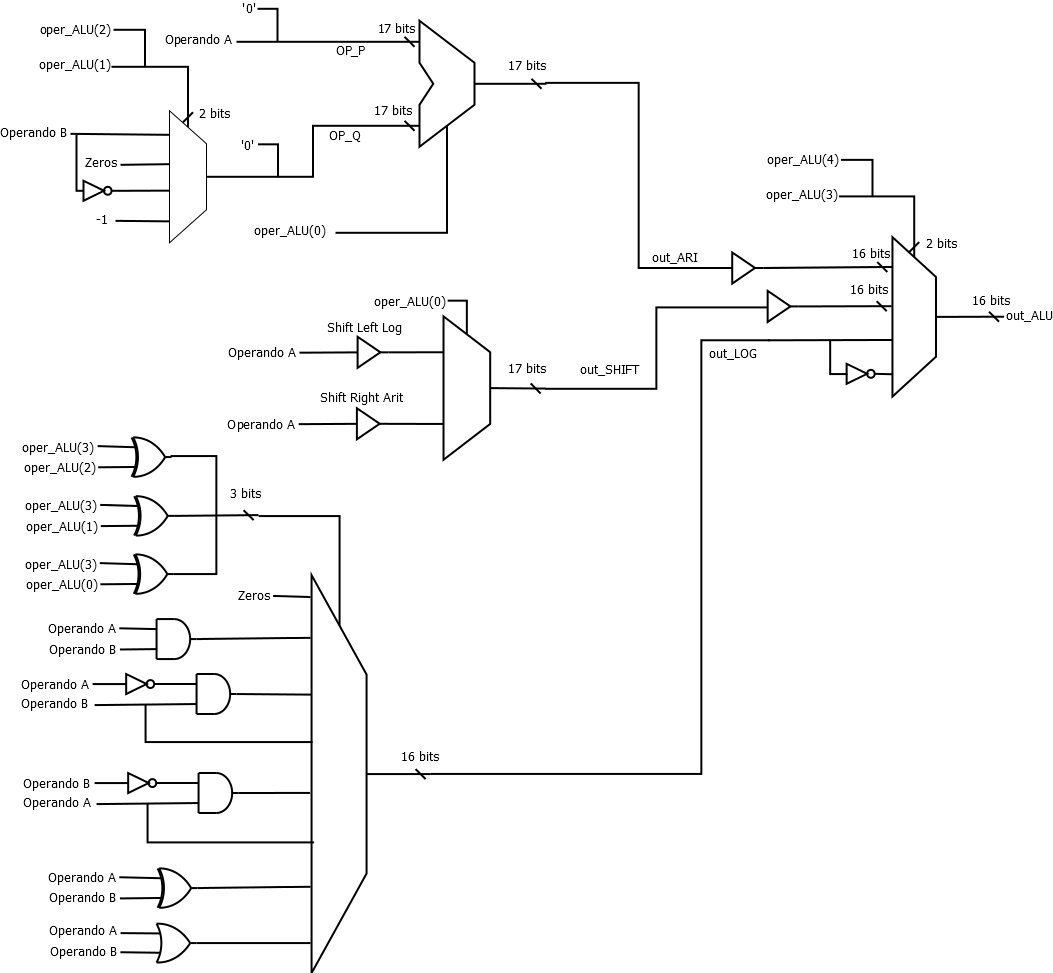 '0'
oper_ALU(2)
17 bits
Operando A
OP_P
oper_ALU(1)
17 bits
2 bits
17 bits
Operando B
OP_Q
'0'
Zeros
-1
oper_ALU(0)
oper_ALU(4)
oper_ALU(3)
2 bits
out_ARI
16 bits
16 bits
16 bits
out_ALU
oper_ALU(0)
Shift Left Log
Operando A
out_LOG
17 bits
out_SHIFT
Shift Right Arit
Operando A
oper_ALU(3)
oper_ALU(2)
3 bits
oper_ALU(3)
oper_ALU(1)
oper_ALU(3)
oper_ALU(0)
Zeros
Operando A
Operando B
Operando A
Operando B
16 bits
Operando B
Operando A
Operando A
Operando B
Operando A
Operando B